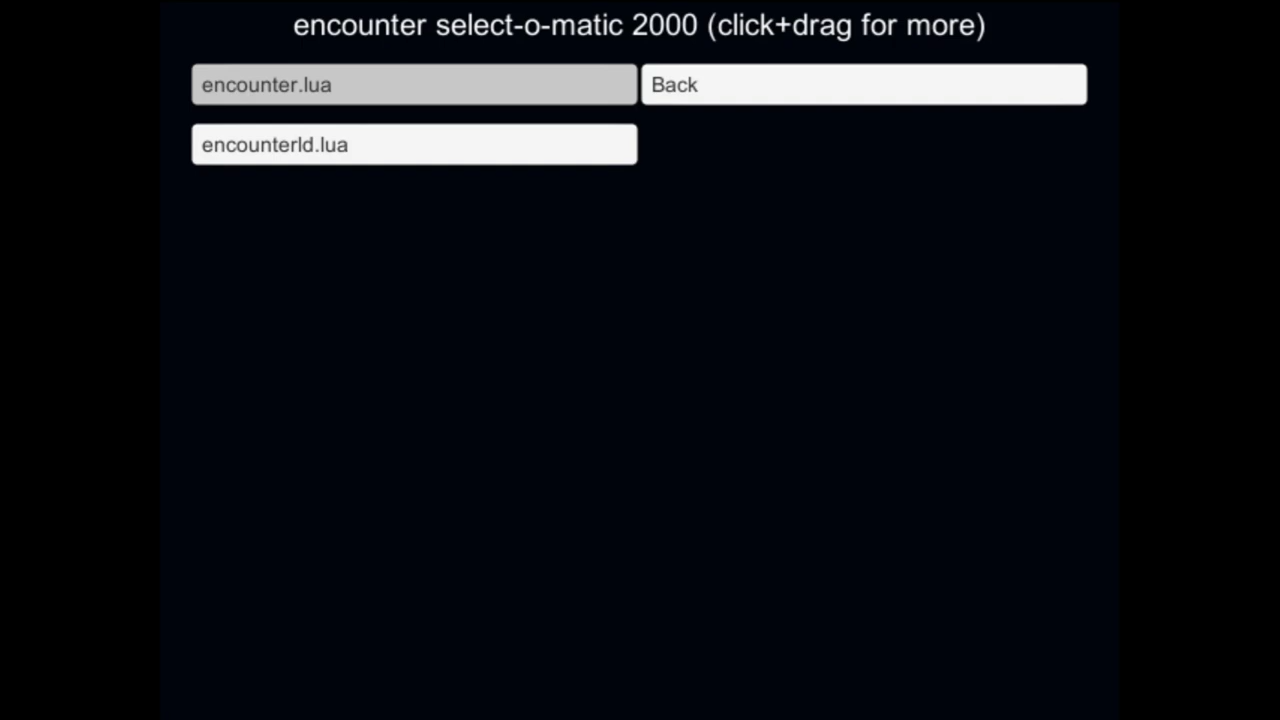 encounter select-o-matic 2000 (click+drag for more)
encounter.lua
Back
encounterld.lua